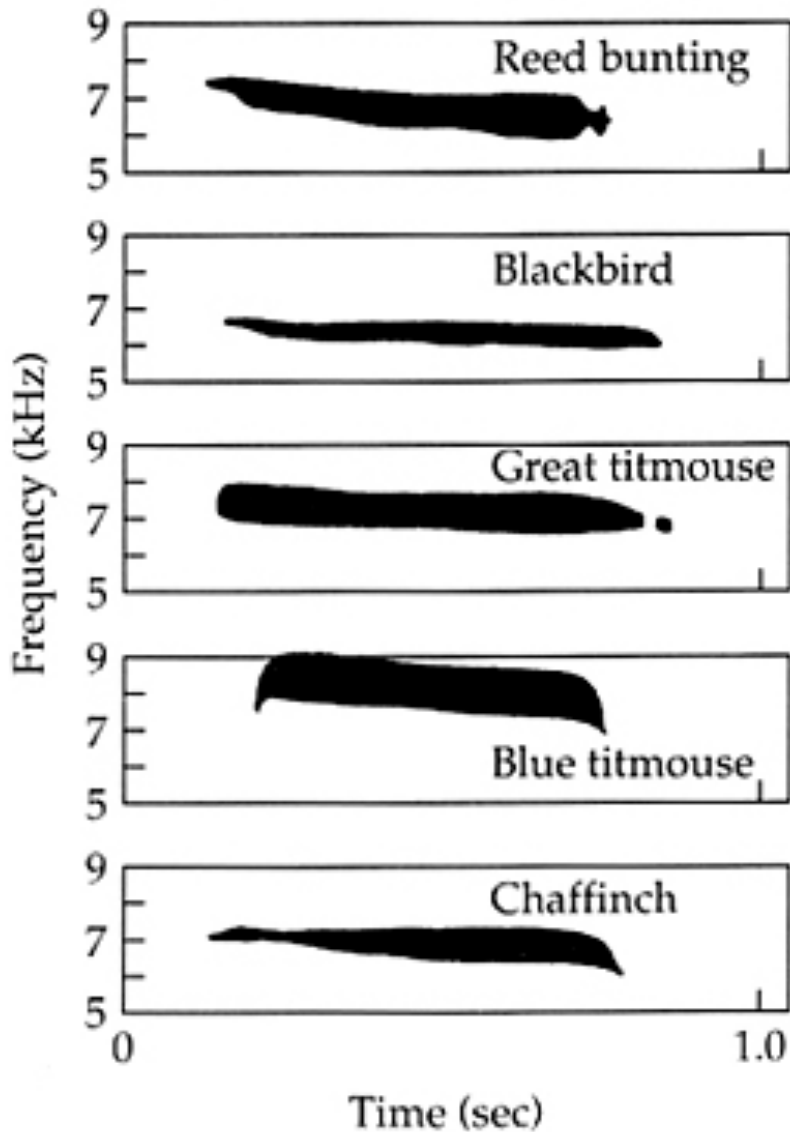 9
Reed bunting
7
5
9
Blackbird
7
5
9
Great titmouse
7
5
9
7
Blue titmouse
5
9
Chaffinch
7
5
0 1.0
Time (sec)
Frequency (kHz)